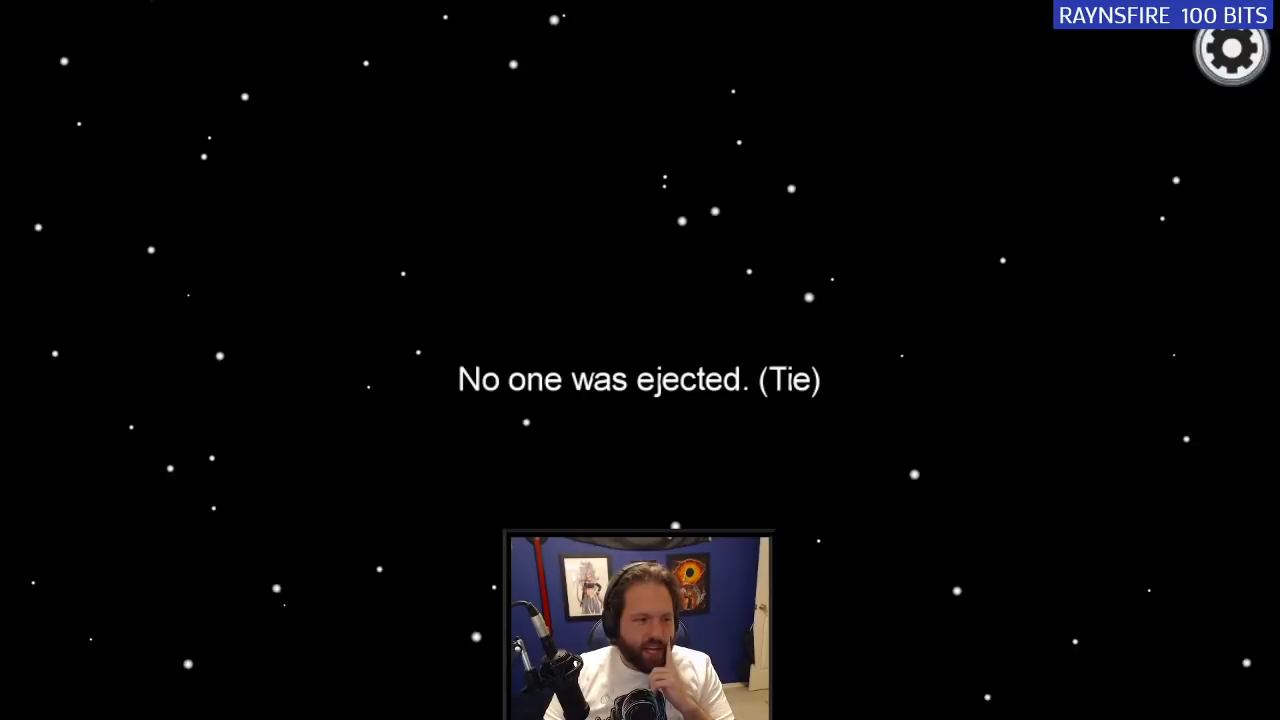 RAYNSFIRE 100 BITS
No one was ejected. (Tie)